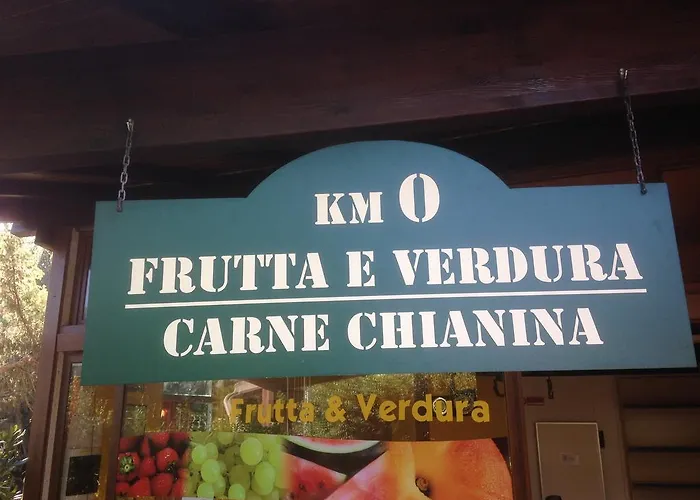 KM 0
FRUTTA E VERDURA
CARNE CHIANINA
Frutta & Verdura